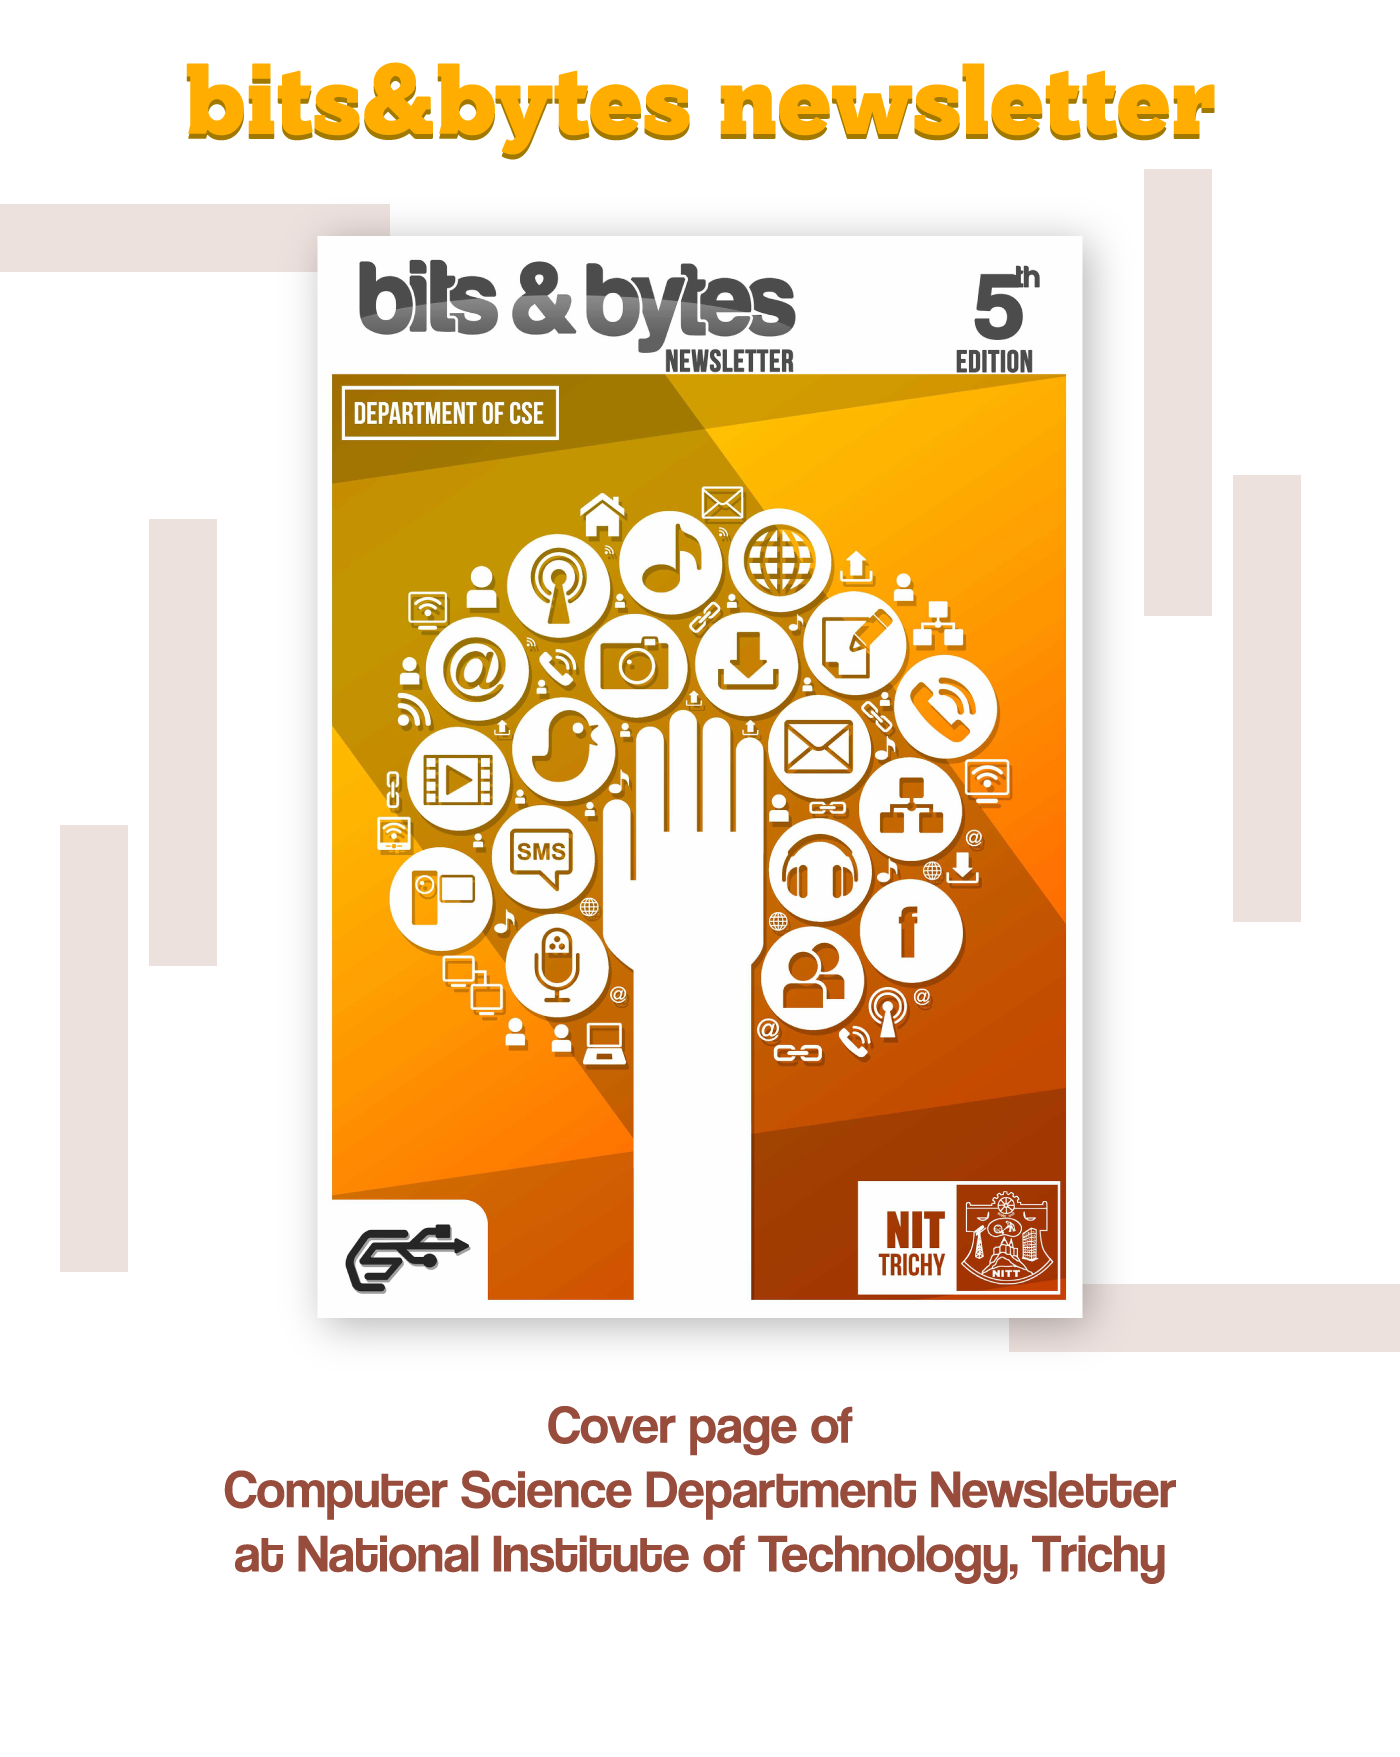 bits&bytes newsletter
bits & bytes
NEWSLETTER
5th
EDITION
DEPARTMENT OF CSE
@
SMS
f
@
@
@
@
NIT
TRICHY
NITT
Cover page of
Computer Science Department Newsletter
at National Institute of Technology, Trichy